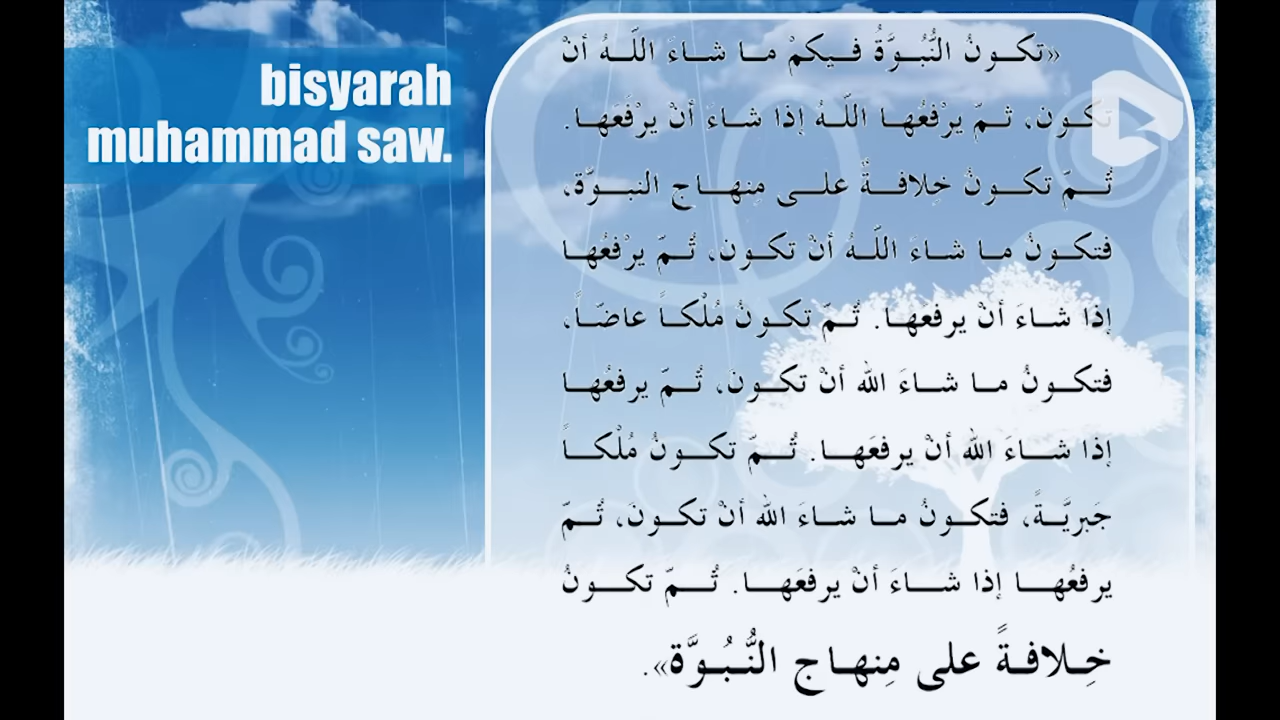 bisyarah
muhammad saw.
«تكونُ النُّبُوَّةُ فيكمْ ما شاءَ اللّهُ أنْ
تكون، ثمّ يرْفعُها اللّهُ إذا شاءَ أنْ يرْفَعَها.
ثُمّ تكونُ خِلافةٌ على مِنهاج النبوّة،
فتكونُ ما شاءَ اللّهُ أنْ تكون، ثُمّ يرْفعُها
إذا شاءَ أنْ يرفعَها. ثُمّ تكونُ مُلْكاً عاضّاً،
فتكونُ ما شاءَ الله أنْ تكونَ، ثُمّ يرفعُها
إذا شاءَ الله أنْ يرفعَها. ثُمّ تكونُ مُلْكاً
جَبريَّةً، فتكونُ ما شاءَ الله أنْ تكونَ، ثُمّ
يرفعُها إذا شاءَ أنْ يرفعَها. ثُمّ تكونُ
خِلافةً على مِنهاج النُّبُوَّة».